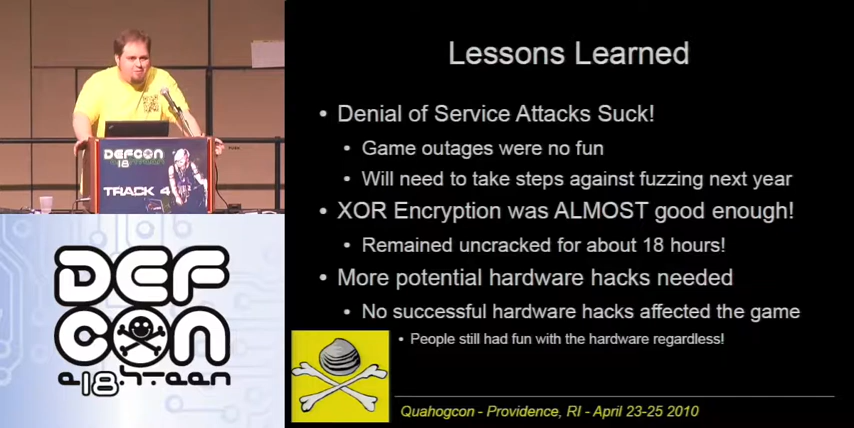 DEFCON
18
TRACK 4
DEF
CON
e18hteen
Lessons Learned
• Denial of Service Attacks Suck!
• Game outages were no fun
• Will need to take steps against fuzzing next year
• XOR Encryption was ALMOST good enough!
• Remained uncracked for about 18 hours!
• More potential hardware hacks needed
• No successful hardware hacks affected the game
• People still had fun with the hardware regardless!
Quahogcon - Providence, RI - April 23-25 2010